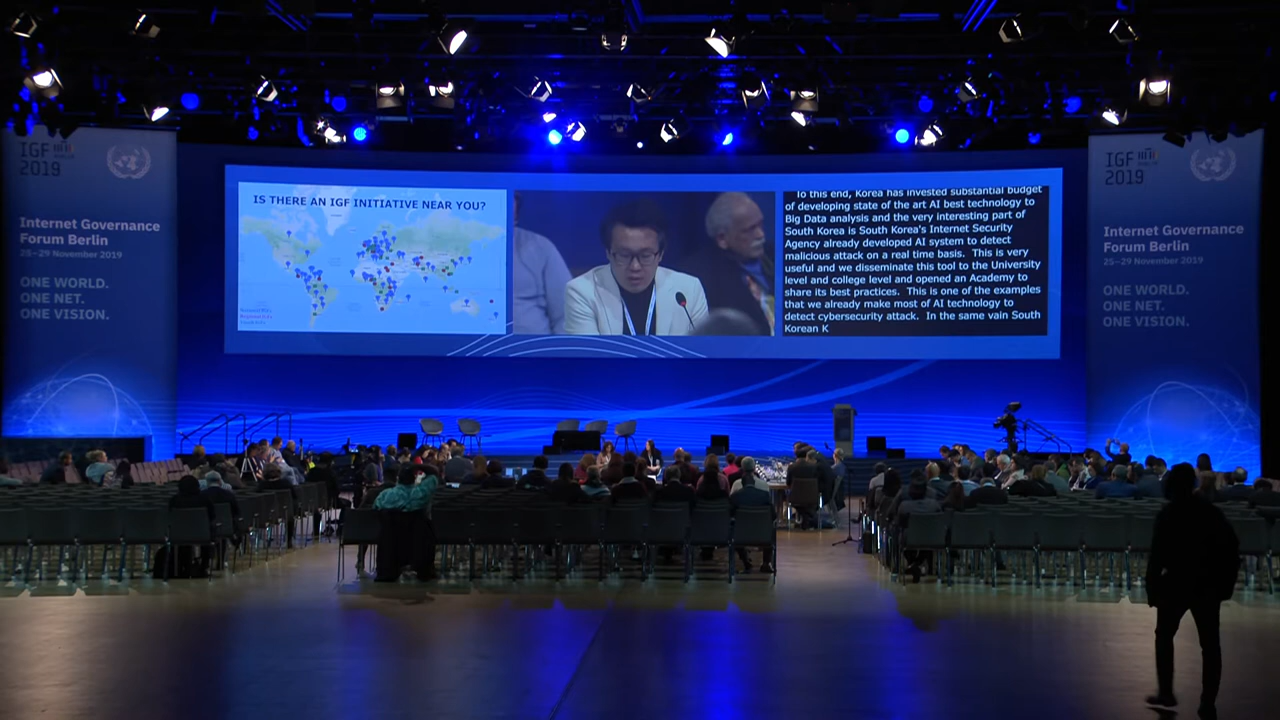 IGF
2019
Internet Governance
Forum Berlin
25–29 November 2019
ONE WORLD.
ONE NET.
ONE VISION.
IS THERE AN IGF INITIATIVE NEAR YOU?
To this end, Korea has invested substantial budget
of developing state of the art AI best technology to
Big Data analysis and the very interesting part of
South Korea is South Korea's Internet Security
Agency already developed AI system to detect
malicious attack on a real time basis. This is very
useful and we disseminate this tool to the University
level and college level and opened an Academy to
share its best practices. This is one of the examples
that we already make most of AI technology to
detect cybersecurity attack. In the same vain South
Korean K
IGF
2019
Internet Governance
Forum Berlin
25–29 November 2019
ONE WORLD.
ONE NET.
ONE VISION.